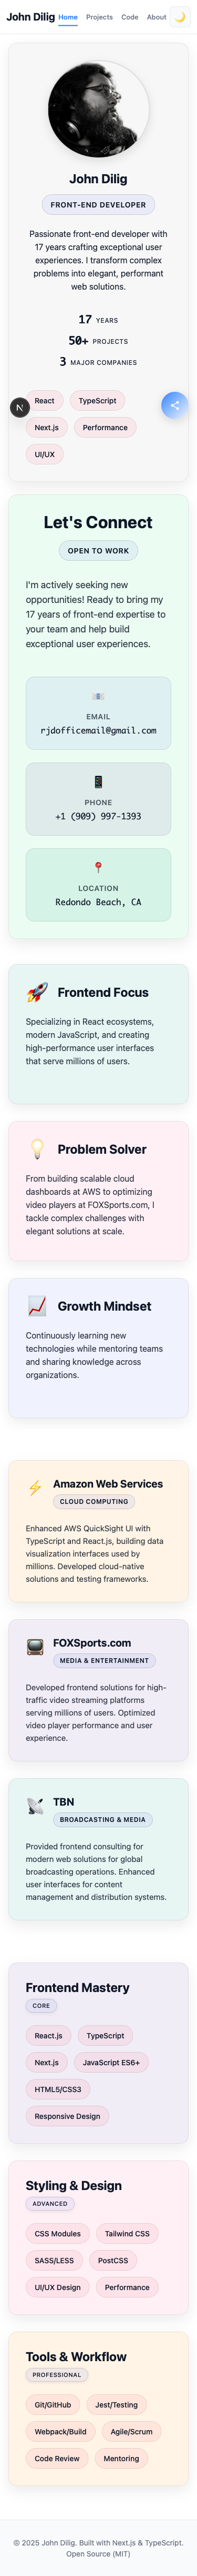 John Dilig
Home
Projects
Code
About
John Dilig
FRONT-END DEVELOPER
Passionate front-end developer with
17 years crafting exceptional user
experiences. I transform complex
problems into elegant, performant
web solutions.
17 YEARS
50+ PROJECTS
3 MAJOR COMPANIES
React
TypeScript
N
Next.js
Performance
UI/UX
Let's Connect
OPEN TO WORK
I'm actively seeking new
opportunities! Ready to bring my
17 years of front-end expertise to
your team and help build
exceptional user experiences.
EMAIL
rjdofficemail@gmail.com
PHONE
+1 (909) 997-1393
LOCATION
Redondo Beach, CA
Frontend Focus
Specializing in React ecosystems,
modern JavaScript, and creating
high-performance user interfaces
that serve millions of users.
Problem Solver
From building scalable cloud
dashboards at AWS to optimizing
video players at FOXSports.com, I
tackle complex challenges with
elegant solutions at scale.
Growth Mindset
Continuously learning new
technologies while mentoring teams
and sharing knowledge across
organizations.
Amazon Web Services
CLOUD COMPUTING
Enhanced AWS QuickSight UI with
TypeScript and React.js, building data
visualization interfaces used by
millions. Developed cloud-native
solutions and testing frameworks.
FOXSports.com
MEDIA & ENTERTAINMENT
Developed frontend solutions for high-
traffic video streaming platforms
serving millions of users. Optimized
video player performance and user
experience.
TBN
BROADCASTING & MEDIA
Provided frontend consulting for
modern web solutions for global
broadcasting operations. Enhanced
user interfaces for content
management and distribution systems.
Frontend Mastery
CORE
React.js
TypeScript
Next.js
JavaScript ES6+
HTML5/CSS3
Responsive Design
Styling & Design
ADVANCED
CSS Modules
Tailwind CSS
SASS/LESS
PostCSS
UI/UX Design
Performance
Tools & Workflow
PROFESSIONAL
Git/GitHub
Jest/Testing
Webpack/Build
Agile/Scrum
Code Review
Mentoring
© 2025 John Dilig. Built with Next.js & TypeScript.
Open Source (MIT)